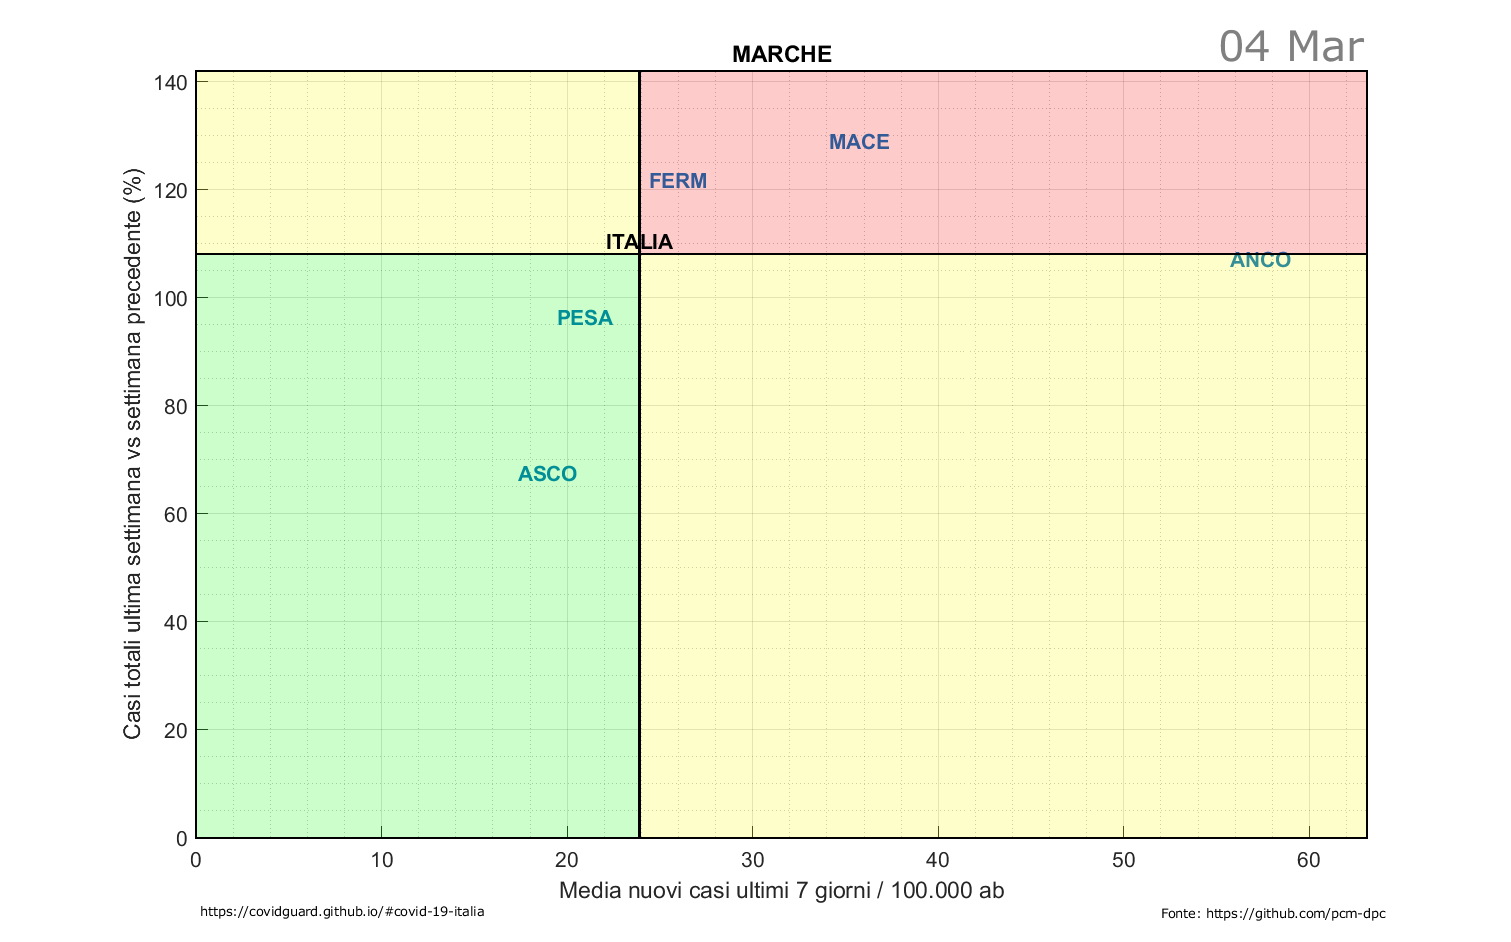 04 Mar
MARCHE
140
MACE
FERM
120
ITALIA
ANCO
100
PESA
80
ASCO
60
40
20
0
Casi totali ultima settimana vs settimana precedente (%)
0 10 20 30 40 50 60
Media nuovi casi ultimi 7 giorni / 100.000 ab
https://covidguard.github.io/#covid-19-italia
Fonte: https://github.com/pcm-dpc